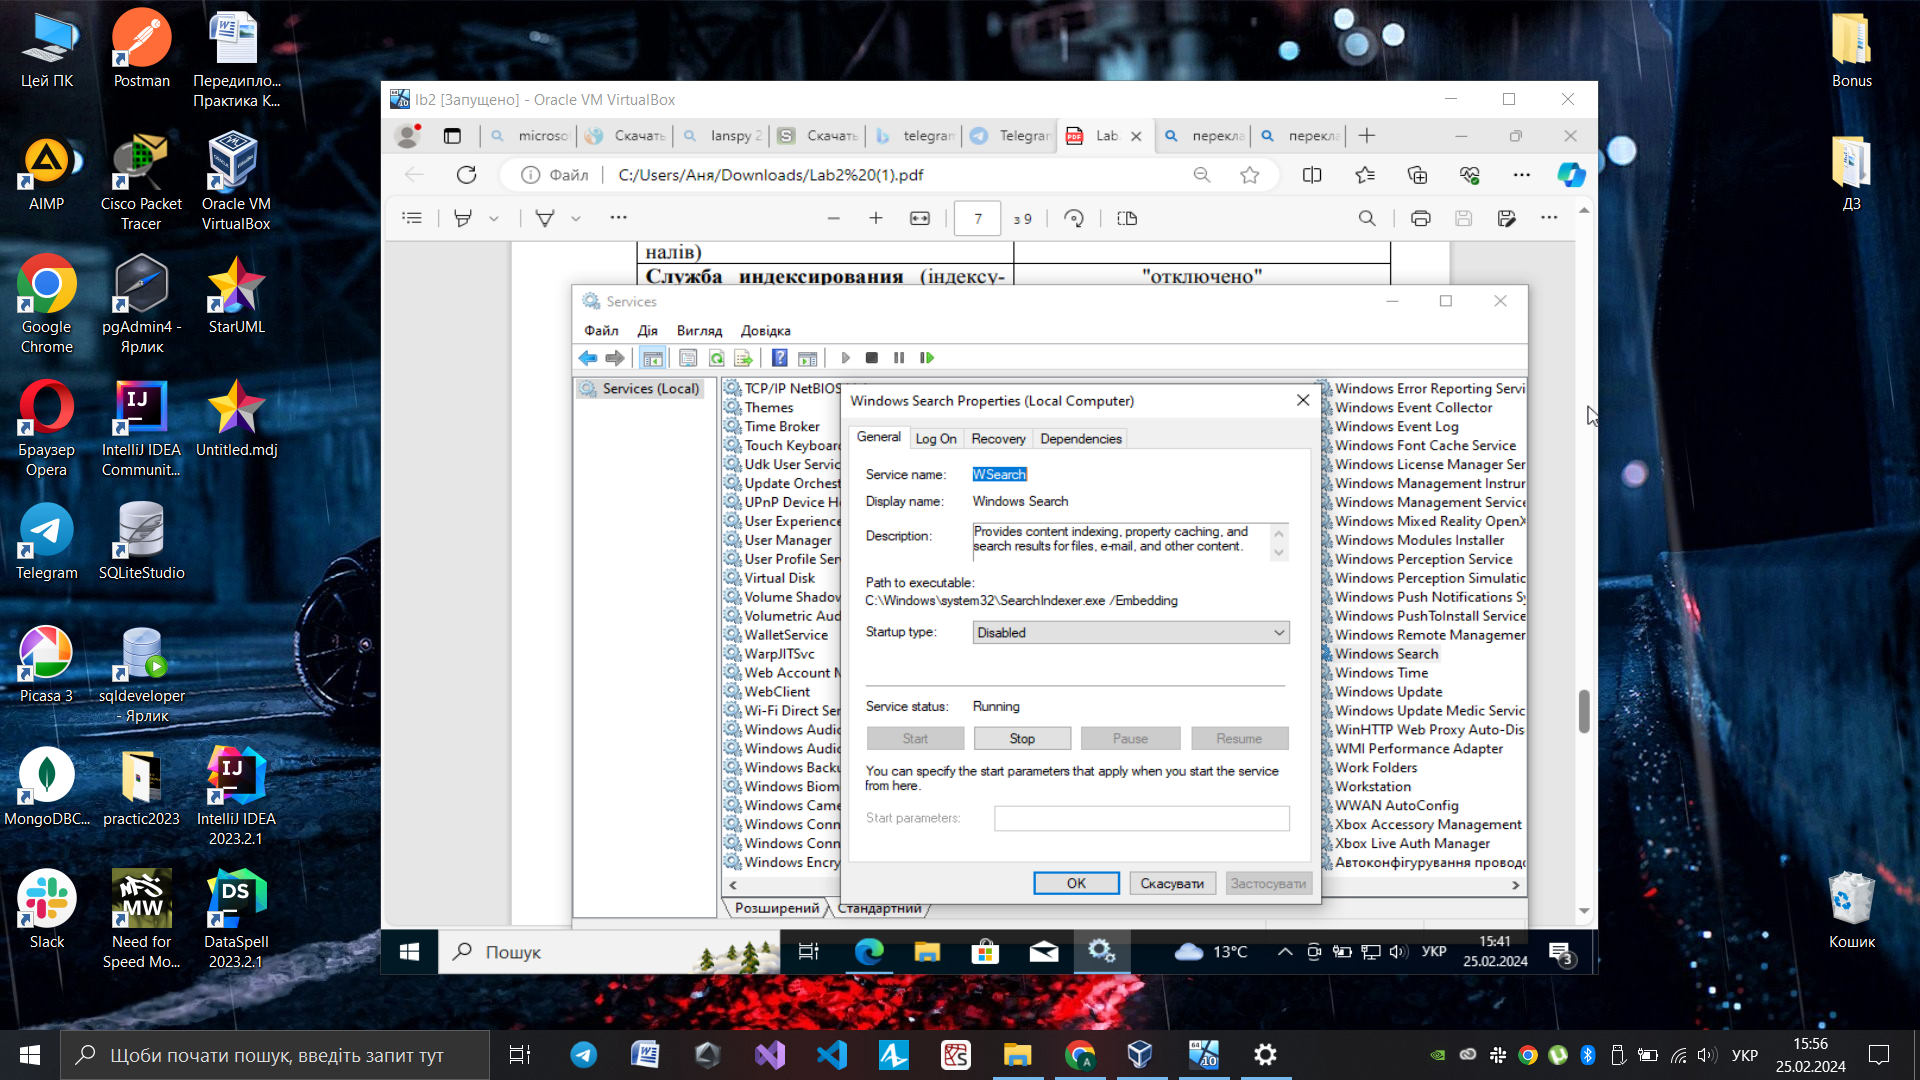 Цей ПК
Postman
Передипло...
Практика К...
AIMP
Cisco Packet
Tracer
Oracle VM
VirtualBox
Google
Chrome
pgAdmin4 -
Ярлик
StarUML
Браузер
Opera
IntelliJ IDEA
Communit...
Untitled.mdj
Telegram
SQLiteStudio
Picasa 3
sqldeveloper
- Ярлик
MongoDBC...
practic2023
IntelliJ IDEA
2023.2.1
Slack
Need for
Speed Mo...
DataSpell
2023.2.1
Bonus
ДЗ
Кошик
lb2 [Запущено] - Oracle VM VirtualBox
microso
Скачать
lanspy 2
Скачать
telegram
Telegram
Lab
перекла
перекла
Файл
C:/Users/Аня/Downloads/Lab2%20(1).pdf
7
з 9
налів)
Служба индексирования (індексу-
"отключено"
Services
Файл Дія Вигляд Довідка
Services (Local)
TCP/IP NetBIOS
Themes
Time Broker
Touch Keyboard
Udk User Servic
Update Orchest
UPnP Device H
User Experience
User Manager
User Profile Ser
Virtual Disk
Volume Shadow
Volumetric Aud
WalletService
WarpJITSvc
Web Account M
WebClient
Wi-Fi Direct Ser
Windows Audio
Windows Audio
Windows Backu
Windows Biom
Windows Came
Windows Conn
Windows Conn
Windows Encry
Windows Search Properties (Local Computer)
General Log On Recovery Dependencies
Service name: WSearch
Display name: Windows Search
Description: Provides content indexing, property caching, and
search results for files, e-mail, and other content.
Path to executable:
C:\Windows\system32\SearchIndexer.exe /Embedding
Startup type: Disabled
Service status: Running
Start Stop Pause Resume
You can specify the start parameters that apply when you start the service
from here.
Start parameters:
OK Скасувати Застосувати
Windows Error Reporting Servi
Windows Event Collector
Windows Event Log
Windows Font Cache Service
Windows License Manager Ser
Windows Management Instrur
Windows Management Service
Windows Mixed Reality OpenX
Windows Modules Installer
Windows Perception Service
Windows Perception Simulatic
Windows Push Notifications Sy
Windows PushToInstall Service
Windows Remote Managemer
Windows Search
Windows Time
Windows Update
Windows Update Medic Servic
WinHTTP Web Proxy Auto-Dis
WMI Performance Adapter
Work Folders
Workstation
WWAN AutoConfig
Xbox Accessory Management
Xbox Live Auth Manager
Автоконфігурування проводо
Розширений Стандартний
Пошук
13°C
УКР
15:41
25.02.2024
3
Щоби почати пошук, введіть запит тут
УКР
15:56
25.02.2024